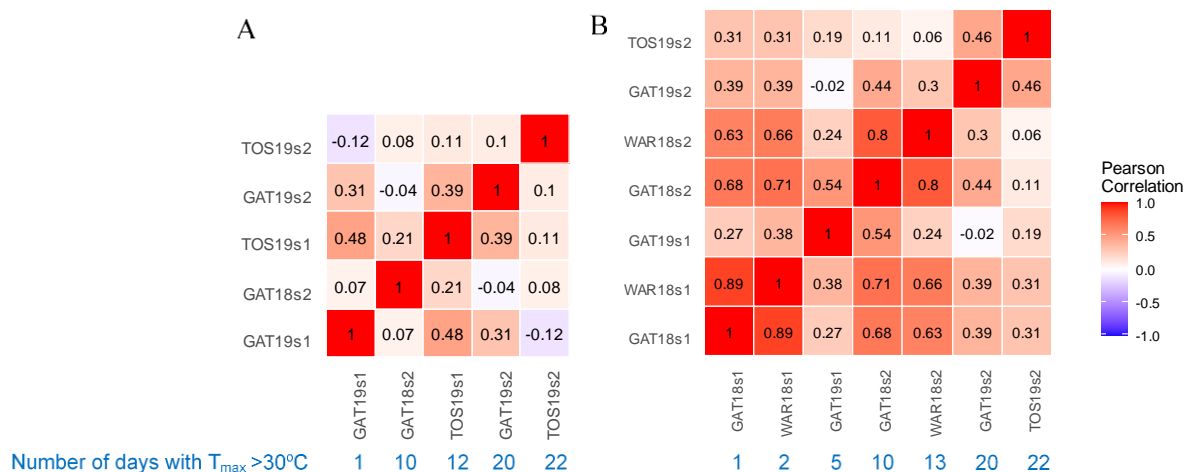 A
TOS19s2 -0.12 0.08 0.11 0.1 1
GAT19s2 0.31 -0.04 0.39 1 0.1
TOS19s1 0.48 0.21 1 0.39 0.11
GAT18s2 0.07 1 0.21 -0.04 0.08
GAT19s1 1 0.07 0.48 0.31 -0.12
GAT19s1 GAT18s2 TOS19s1 GAT19s2 TOS19s2
B
TOS19s2 0.31 0.31 0.19 0.11 0.06 0.46 1
GAT19s2 0.39 0.39 -0.02 0.44 0.3 1 0.46
WAR18s2 0.63 0.66 0.24 0.8 1 0.3 0.06
GAT18s2 0.68 0.71 0.54 1 0.8 0.44 0.11
GAT19s1 0.27 0.38 1 0.54 0.24 -0.02 0.19
WAR18s1 0.89 1 0.38 0.71 0.66 0.39 0.31
GAT18s1 1 0.89 0.27 0.68 0.63 0.39 0.31
GAT18s1 WAR18s1 GAT19s1 GAT18s2 WAR18s2 GAT19s2 TOS19s2
Pearson
Correlation
1.0
0.5
0.0
-0.5
-1.0
Number of days with Tmax >30°C 1 10 12 20 22 1 2 5 10 13 20 22